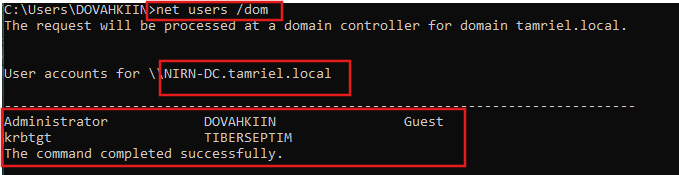 C:\Users\DOVAHKIIN>net users /dom
The request will be processed at a domain controller for domain tamriel.local.
User accounts for \\NIRN-DC.tamriel.local
-------------------------------------------------------------------------------
Administrator            DOVAHKIIN                Guest
krbtgt                   TIBERSEPTIM
The command completed successfully.